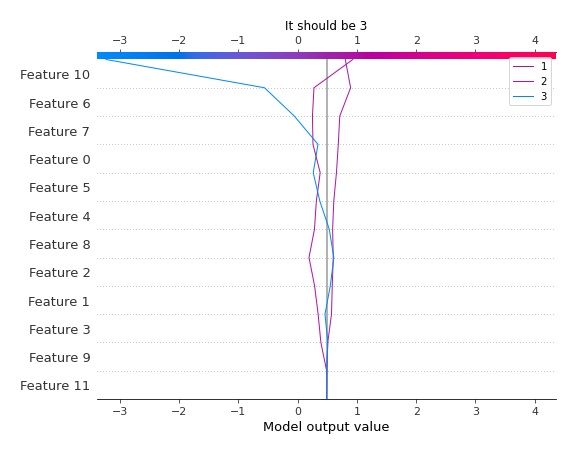 It should be 3
−3 −2 −1 0 1 2 3 4
1
2
3
Feature 10
Feature 6
Feature 7
Feature 0
Feature 5
Feature 4
Feature 8
Feature 2
Feature 1
Feature 3
Feature 9
Feature 11
−3 −2 −1 0 1 2 3 4
Model output value